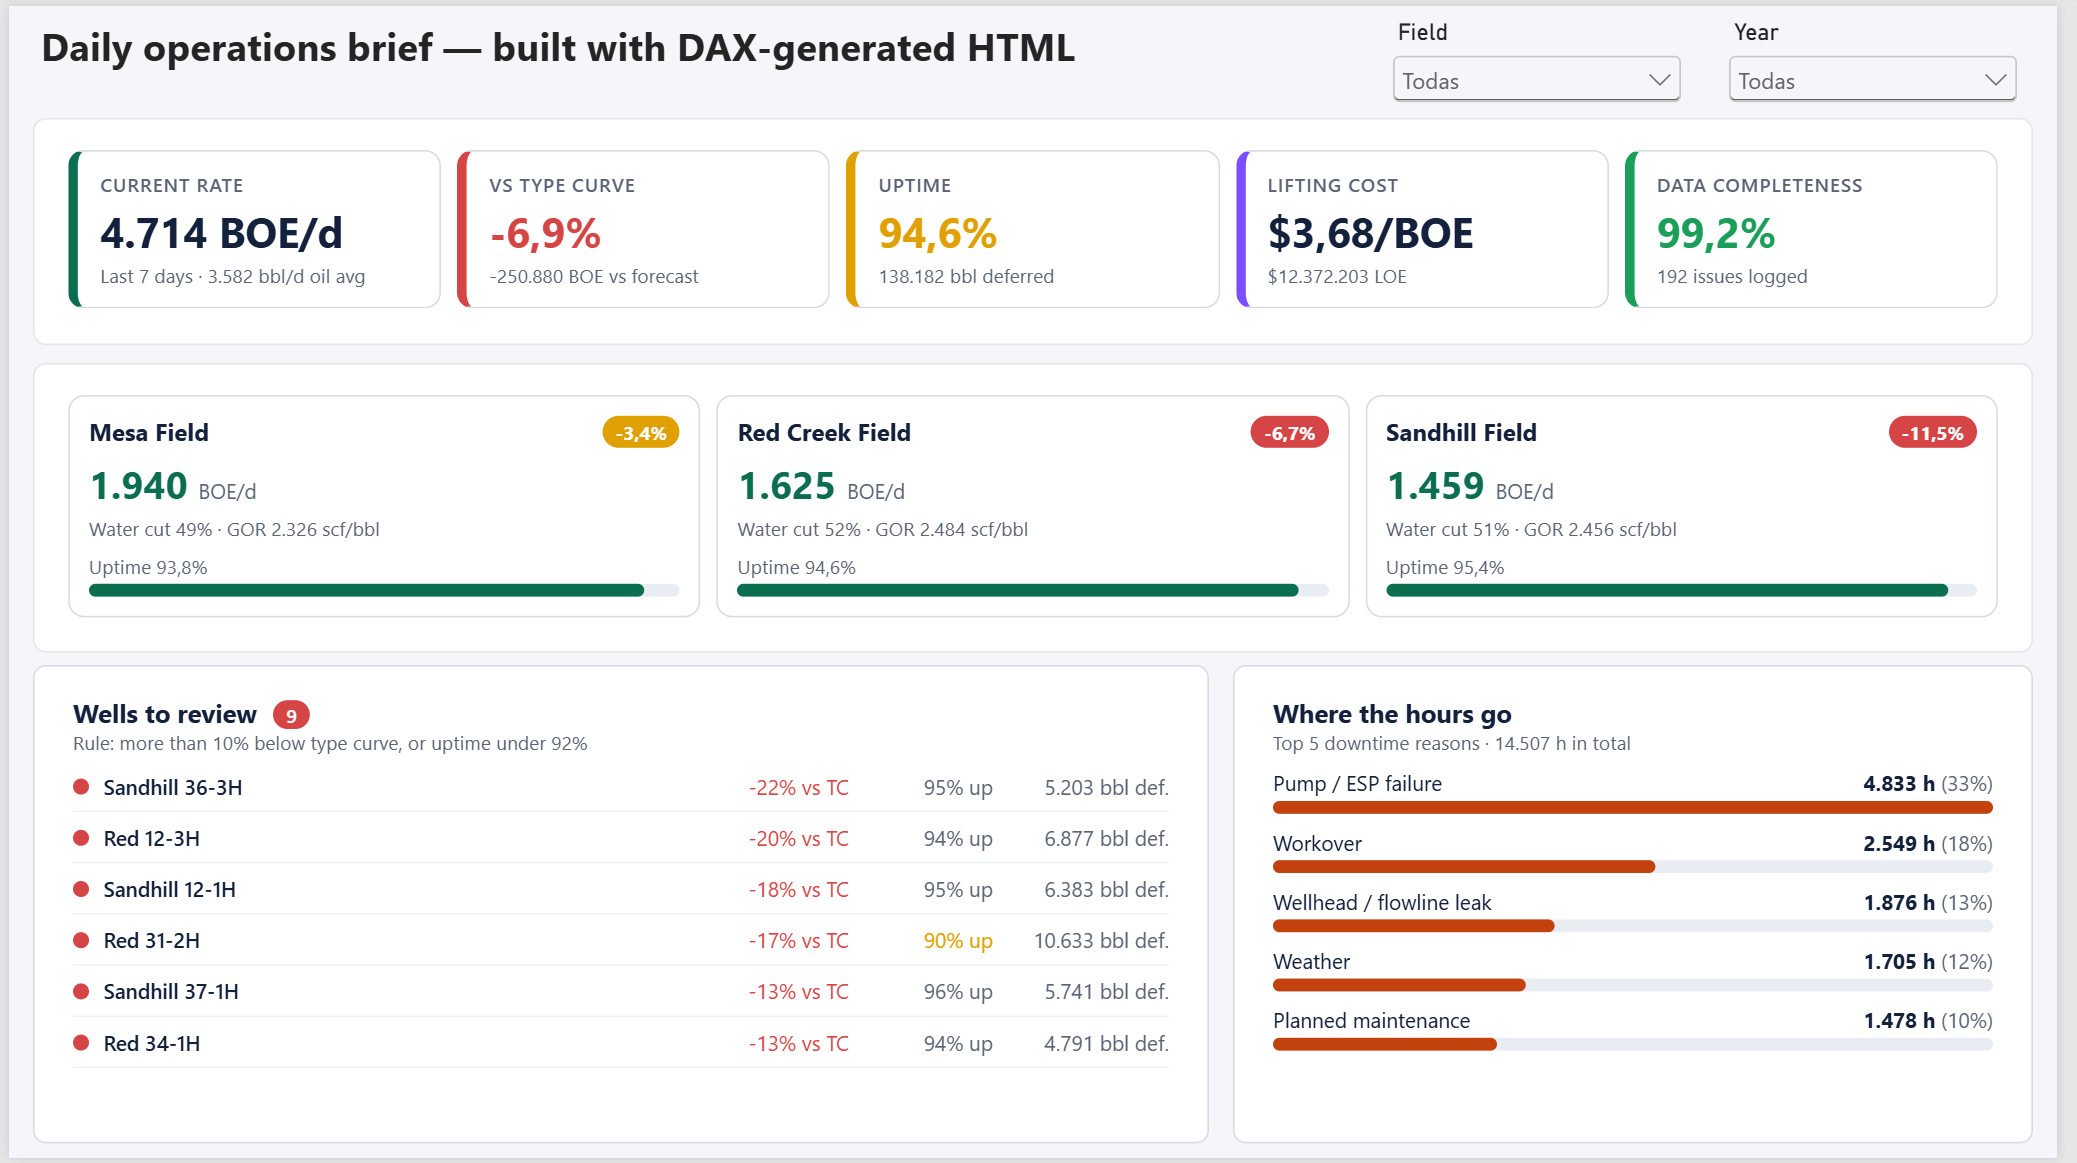 Daily operations brief — built with DAX-generated HTML
Field
Year
Todas
Todas
CURRENT RATE
4.714 BOE/d
Last 7 days · 3.582 bbl/d oil avg
VS TYPE CURVE
-6,9%
-250.880 BOE vs forecast
UPTIME
94,6%
138.182 bbl deferred
LIFTING COST
$3,68/BOE
$12.372.203 LOE
DATA COMPLETENESS
99,2%
192 issues logged
Mesa Field -3,4%
1.940 BOE/d
Water cut 49% · GOR 2.326 scf/bbl
Uptime 93,8%
Red Creek Field -6,7%
1.625 BOE/d
Water cut 52% · GOR 2.484 scf/bbl
Uptime 94,6%
Sandhill Field -11,5%
1.459 BOE/d
Water cut 51% · GOR 2.456 scf/bbl
Uptime 95,4%
Wells to review 9
Rule: more than 10% below type curve, or uptime under 92%
Sandhill 36-3H -22% vs TC 95% up 5.203 bbl def.
Red 12-3H -20% vs TC 94% up 6.877 bbl def.
Sandhill 12-1H -18% vs TC 95% up 6.383 bbl def.
Red 31-2H -17% vs TC 90% up 10.633 bbl def.
Sandhill 37-1H -13% vs TC 96% up 5.741 bbl def.
Red 34-1H -13% vs TC 94% up 4.791 bbl def.
Where the hours go
Top 5 downtime reasons · 14.507 h in total
Pump / ESP failure 4.833 h (33%)
Workover 2.549 h (18%)
Wellhead / flowline leak 1.876 h (13%)
Weather 1.705 h (12%)
Planned maintenance 1.478 h (10%)